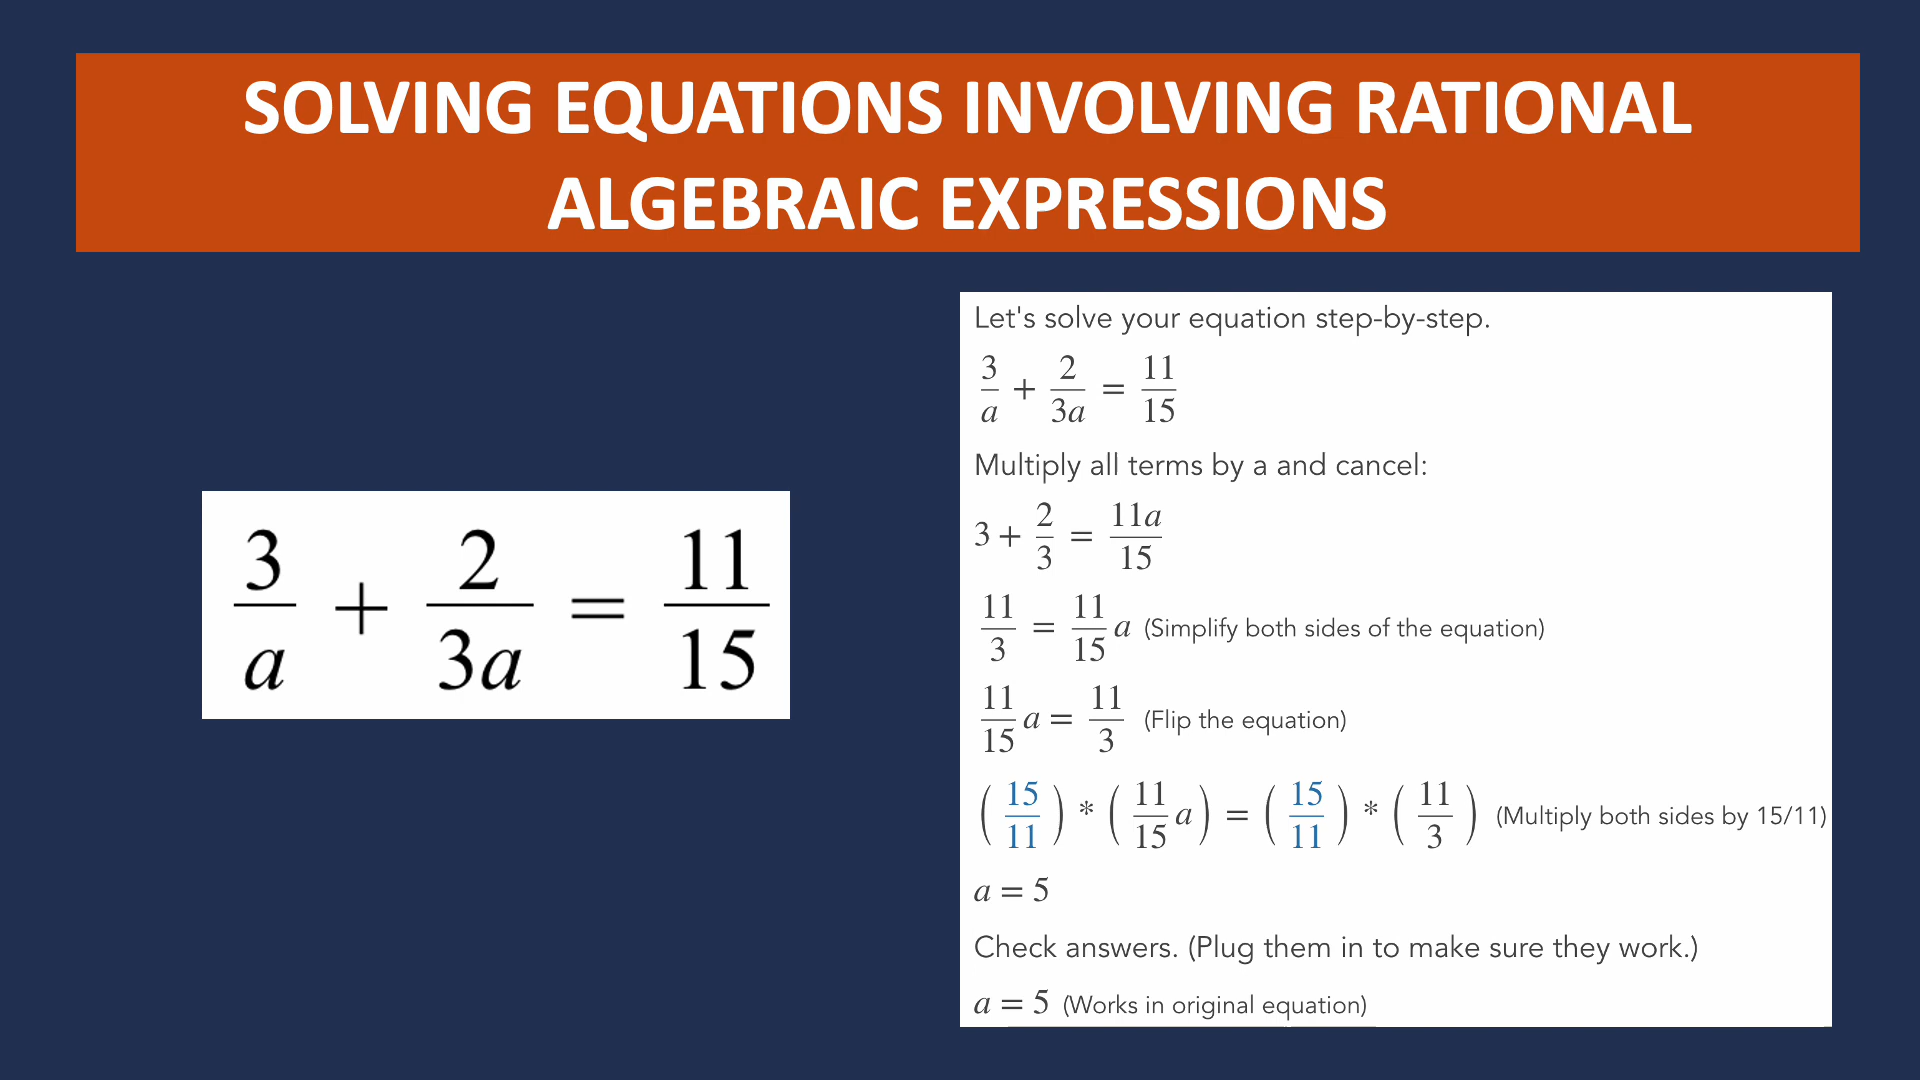 SOLVING EQUATIONS INVOLVING RATIONAL
ALGEBRAIC EXPRESSIONS
3/a + 2/3a = 11/15
Let's solve your equation step-by-step.
3/a + 2/3a = 11/15
Multiply all terms by a and cancel:
3 + 2/3 = 11a/15
11/3 = 11/15 a (Simplify both sides of the equation)
11/15 a = 11/3 (Flip the equation)
(15/11) * (11/15 a) = (15/11) * (11/3) (Multiply both sides by 15/11)
a = 5
Check answers. (Plug them in to make sure they work.)
a = 5 (Works in original equation)